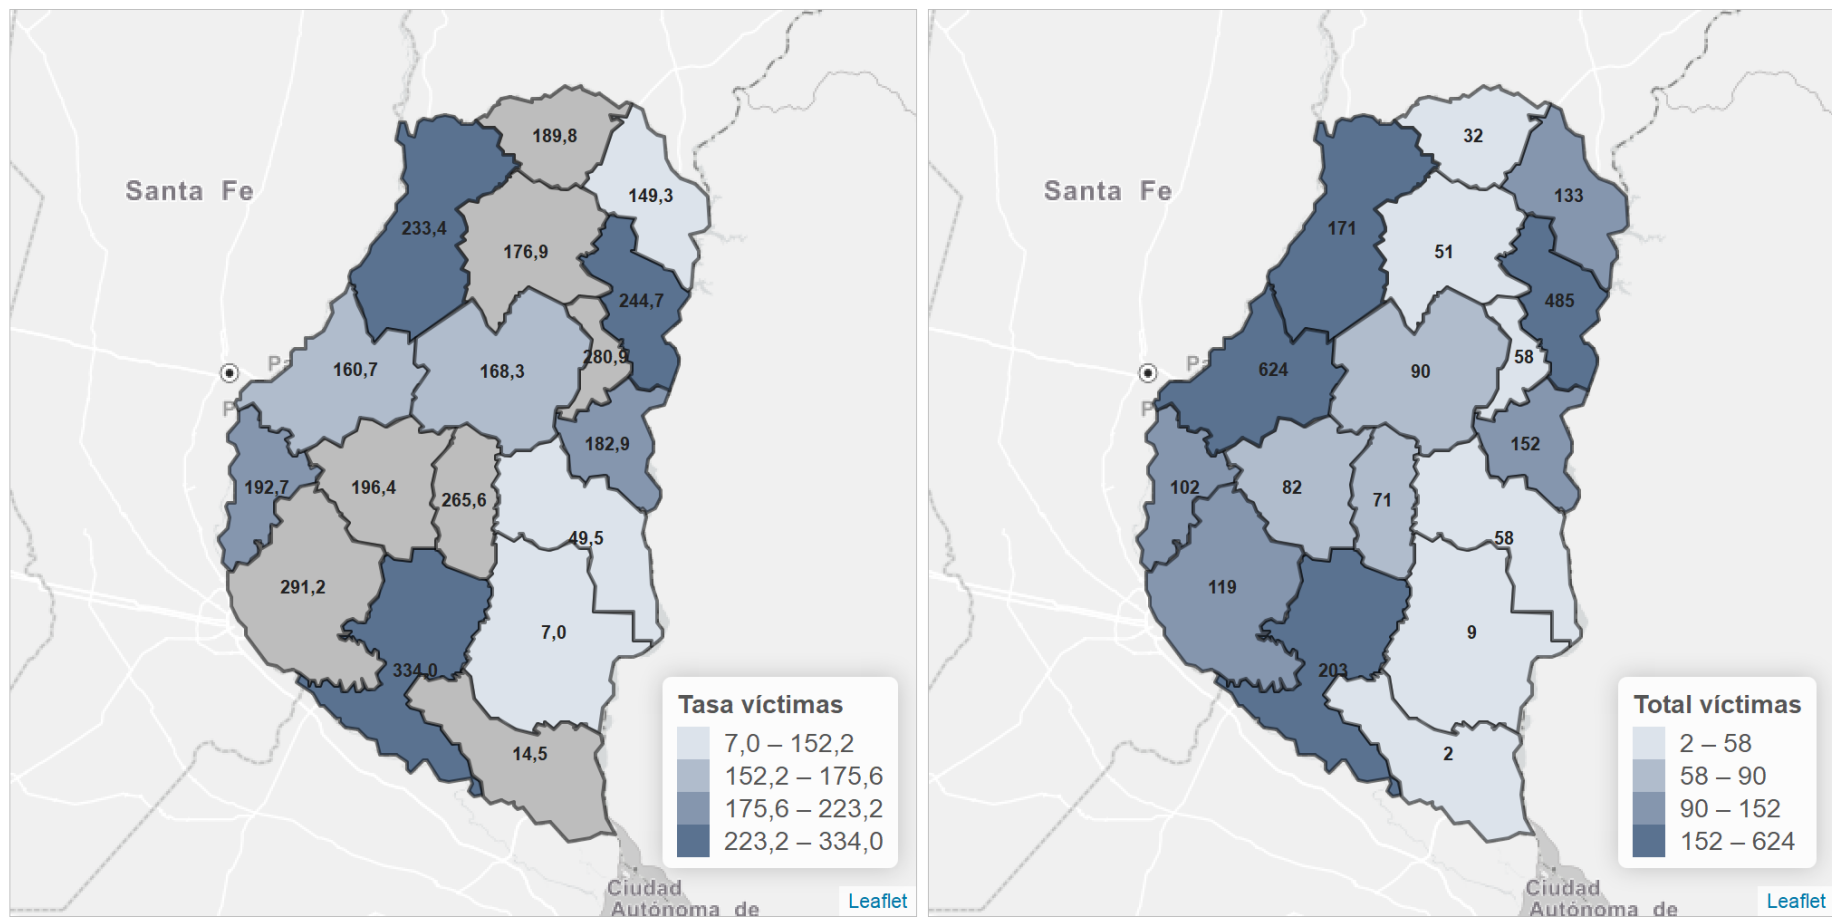 189,8
149,3
Santa Fe
233,4
176,9
244,7
280,9
160,7
168,3
182,9
192,7
196,4
265,6
49,5
291,2
7,0
334,0
14,5
Tasa víctimas
7,0 – 152,2
152,2 – 175,6
175,6 – 223,2
223,2 – 334,0
Ciudad
Autónoma de
Leaflet
32
133
Santa Fe
171
51
485
58
624
90
152
102
82
71
58
119
9
203
2
Total víctimas
2 – 58
58 – 90
90 – 152
152 – 624
Ciudad
Autónoma de
Leaflet